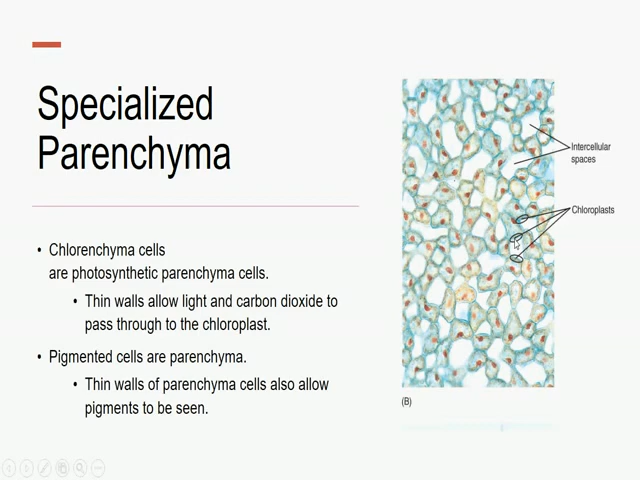 Specialized
Parenchyma
• Chlorenchyma cells
are photosynthetic parenchyma cells.
• Thin walls allow light and carbon dioxide to
pass through to the chloroplast.
• Pigmented cells are parenchyma.
• Thin walls of parenchyma cells also allow
pigments to be seen.
Intercellular
spaces
Chloroplasts
(B)